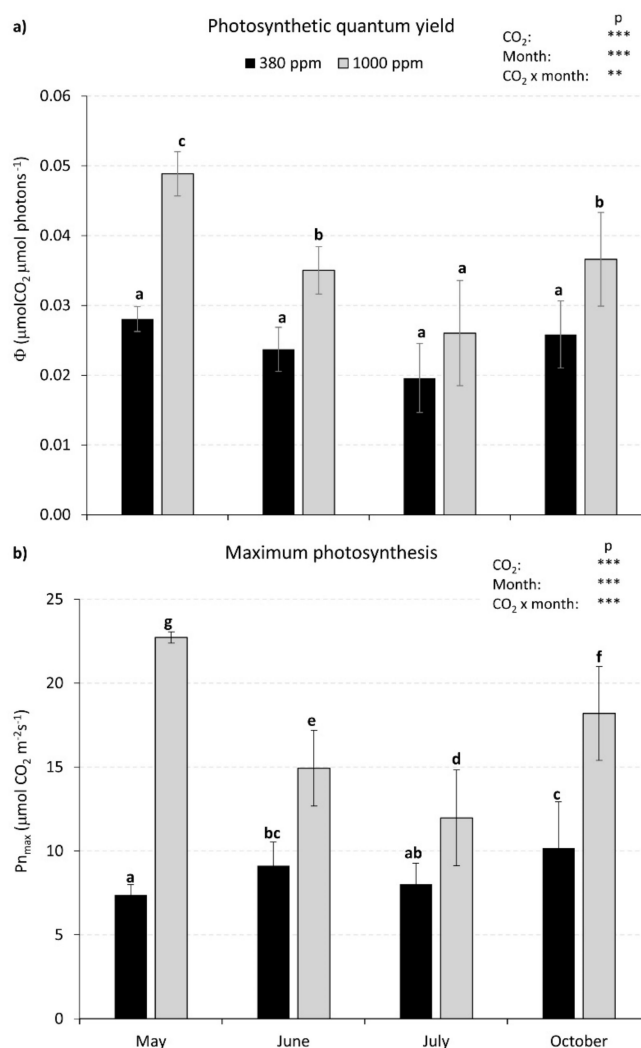 a)
Photosynthetic quantum yield
p
CO₂: ***
Month: ***
CO₂ x month: **
380 ppm 1000 ppm
0.06
0.05
0.04
0.03
0.02
0.01
0.00
Φ (μmolCO₂ μmol photons⁻¹)
a c
a b
a a
a b
b)
Maximum photosynthesis
p
CO₂: ***
Month: ***
CO₂ x month: ***
25
20
15
10
5
0
Pnₘₐₓ (μmol CO₂ m⁻²s⁻¹)
a g
bc e
ab d
c f
May June July October